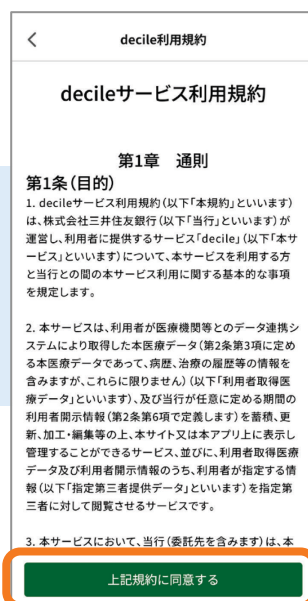 decile利用規約
decileサービス利用規約
第1章　通則
第1条(目的)
1. decileサービス利用規約(以下「本規約」といいます)
は、株式会社三井住友銀行(以下「当行」といいます)が
運営し、利用者に提供するサービス「decile」(以下「本サ
ービス」といいます)について、本サービスを利用する方
と当行との間の本サービス利用に関する基本的な事項
を規定します。
2. 本サービスは、利用者が医療機関等とのデータ連携シ
ステムにより取得した本医療データ(第2条第3項に定め
る本医療データであって、病歴、治療の履歴等の情報を
含みますが、これらに限りません)(以下「利用者取得医
療データ」といいます)、及び当行が任意に定める期間の
利用者開示情報(第2条第6項で定義します)を蓄積、更
新、加工・編集等の上、本サイト又は本アプリ上に表示し
管理することができるサービス、並びに、利用者取得医療
データ及び利用者開示情報のうち、利用者が指定する情
報(以下「指定第三者提供データ」といいます)を指定第
三者に対して閲覧させるサービスです。
3. 本サービスにおいて、当行(委託先を含みます)は、本
上記規約に同意する